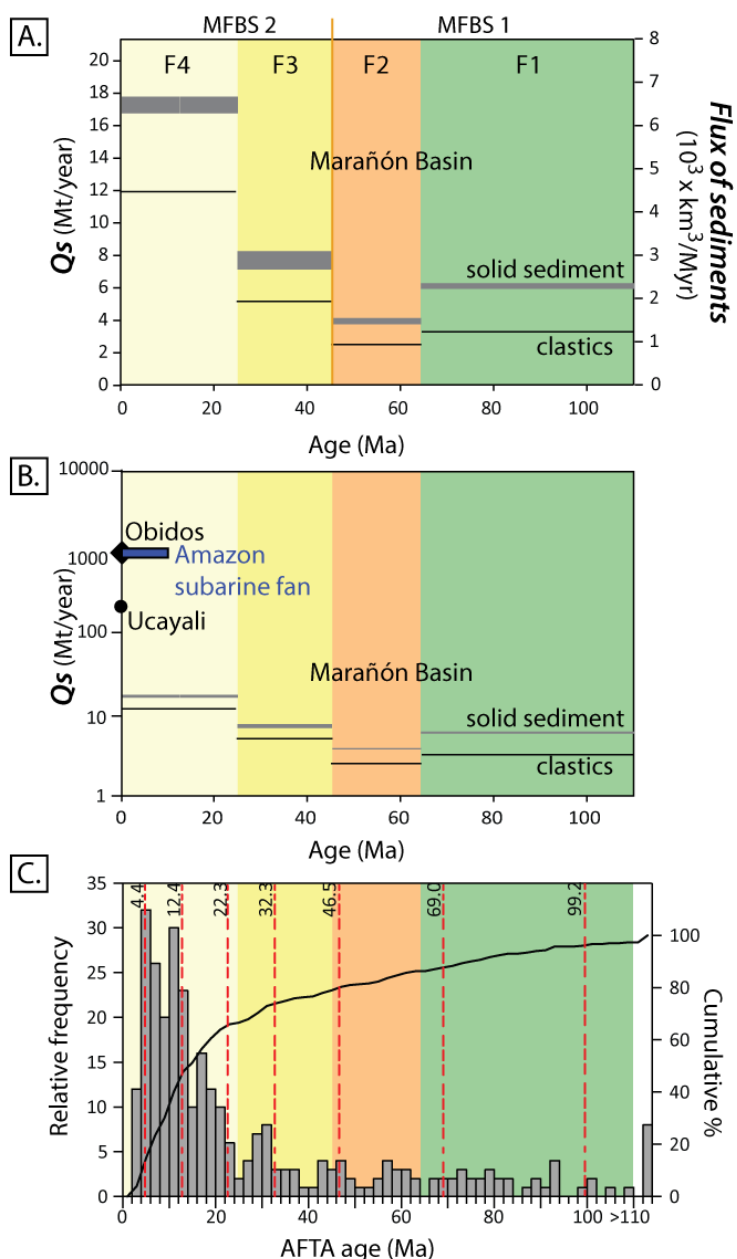 A.
MFBS 2
MFBS 1
F4
F3
F2
F1
20
18
16
14
12
10
8
6
4
2
0
8
7
6
5
4
3
2
1
0
Qs (Mt/year)
Flux of sediments
(10³ x km³/Myr)
Marañón Basin
solid sediment
clastics
0 20 40 60 80 100
Age (Ma)
B.
10000
1000
100
10
1
Qs (Mt/year)
Obidos
Amazon
subarine fan
Ucayali
Marañón Basin
solid sediment
clastics
0 20 40 60 80 100
Age (Ma)
C.
35
30
25
20
15
10
5
0
Relative frequency
4.4
12.4
22.3
32.3
46.5
69.0
99.2
100
80
60
40
20
0
Cumulative %
0 20 40 60 80 100 >110
AFTA age (Ma)